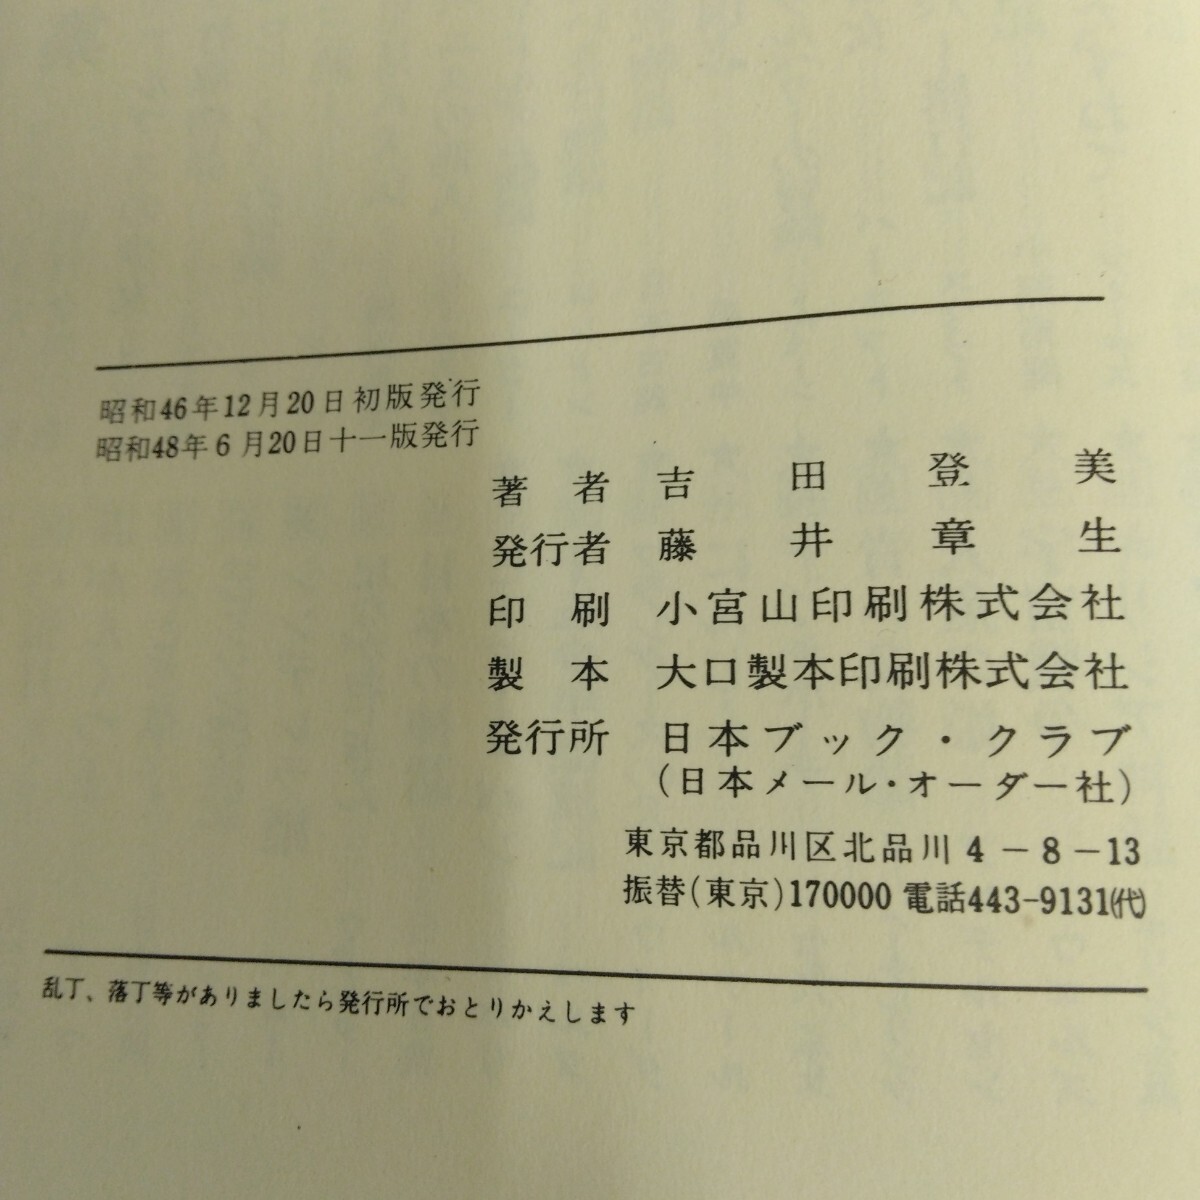 昭和46年12月20日初版発行
昭和48年6月20日十一版発行
著者 吉田登美
発行者 藤井章生
印刷 小宮山印刷株式会社
製本 大口製本印刷株式会社
発行所 日本ブック・クラブ
(日本メール・オーダー社)
東京都品川区北品川4－8－13
振替(東京)170000 電話443-9131(代)
乱丁、落丁等がありましたら発行所でおとりかえします